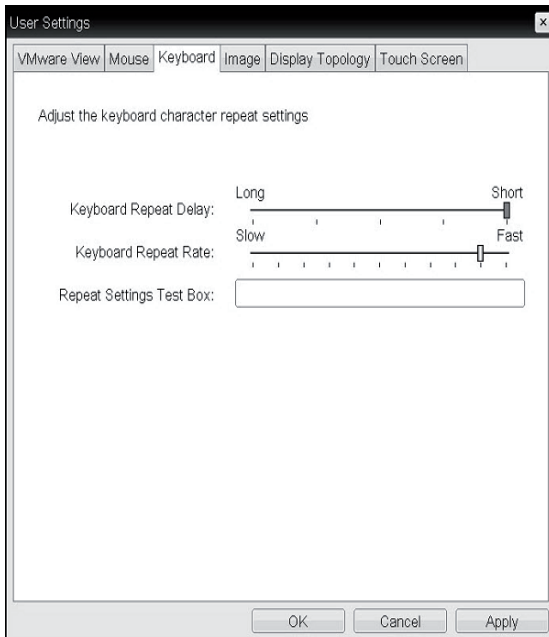 User Settings
VMware View Mouse Keyboard Image Display Topology Touch Screen
Adjust the keyboard character repeat settings
Long Short
Keyboard Repeat Delay:
Slow Fast
Keyboard Repeat Rate:
Repeat Settings Test Box:
OK Cancel Apply